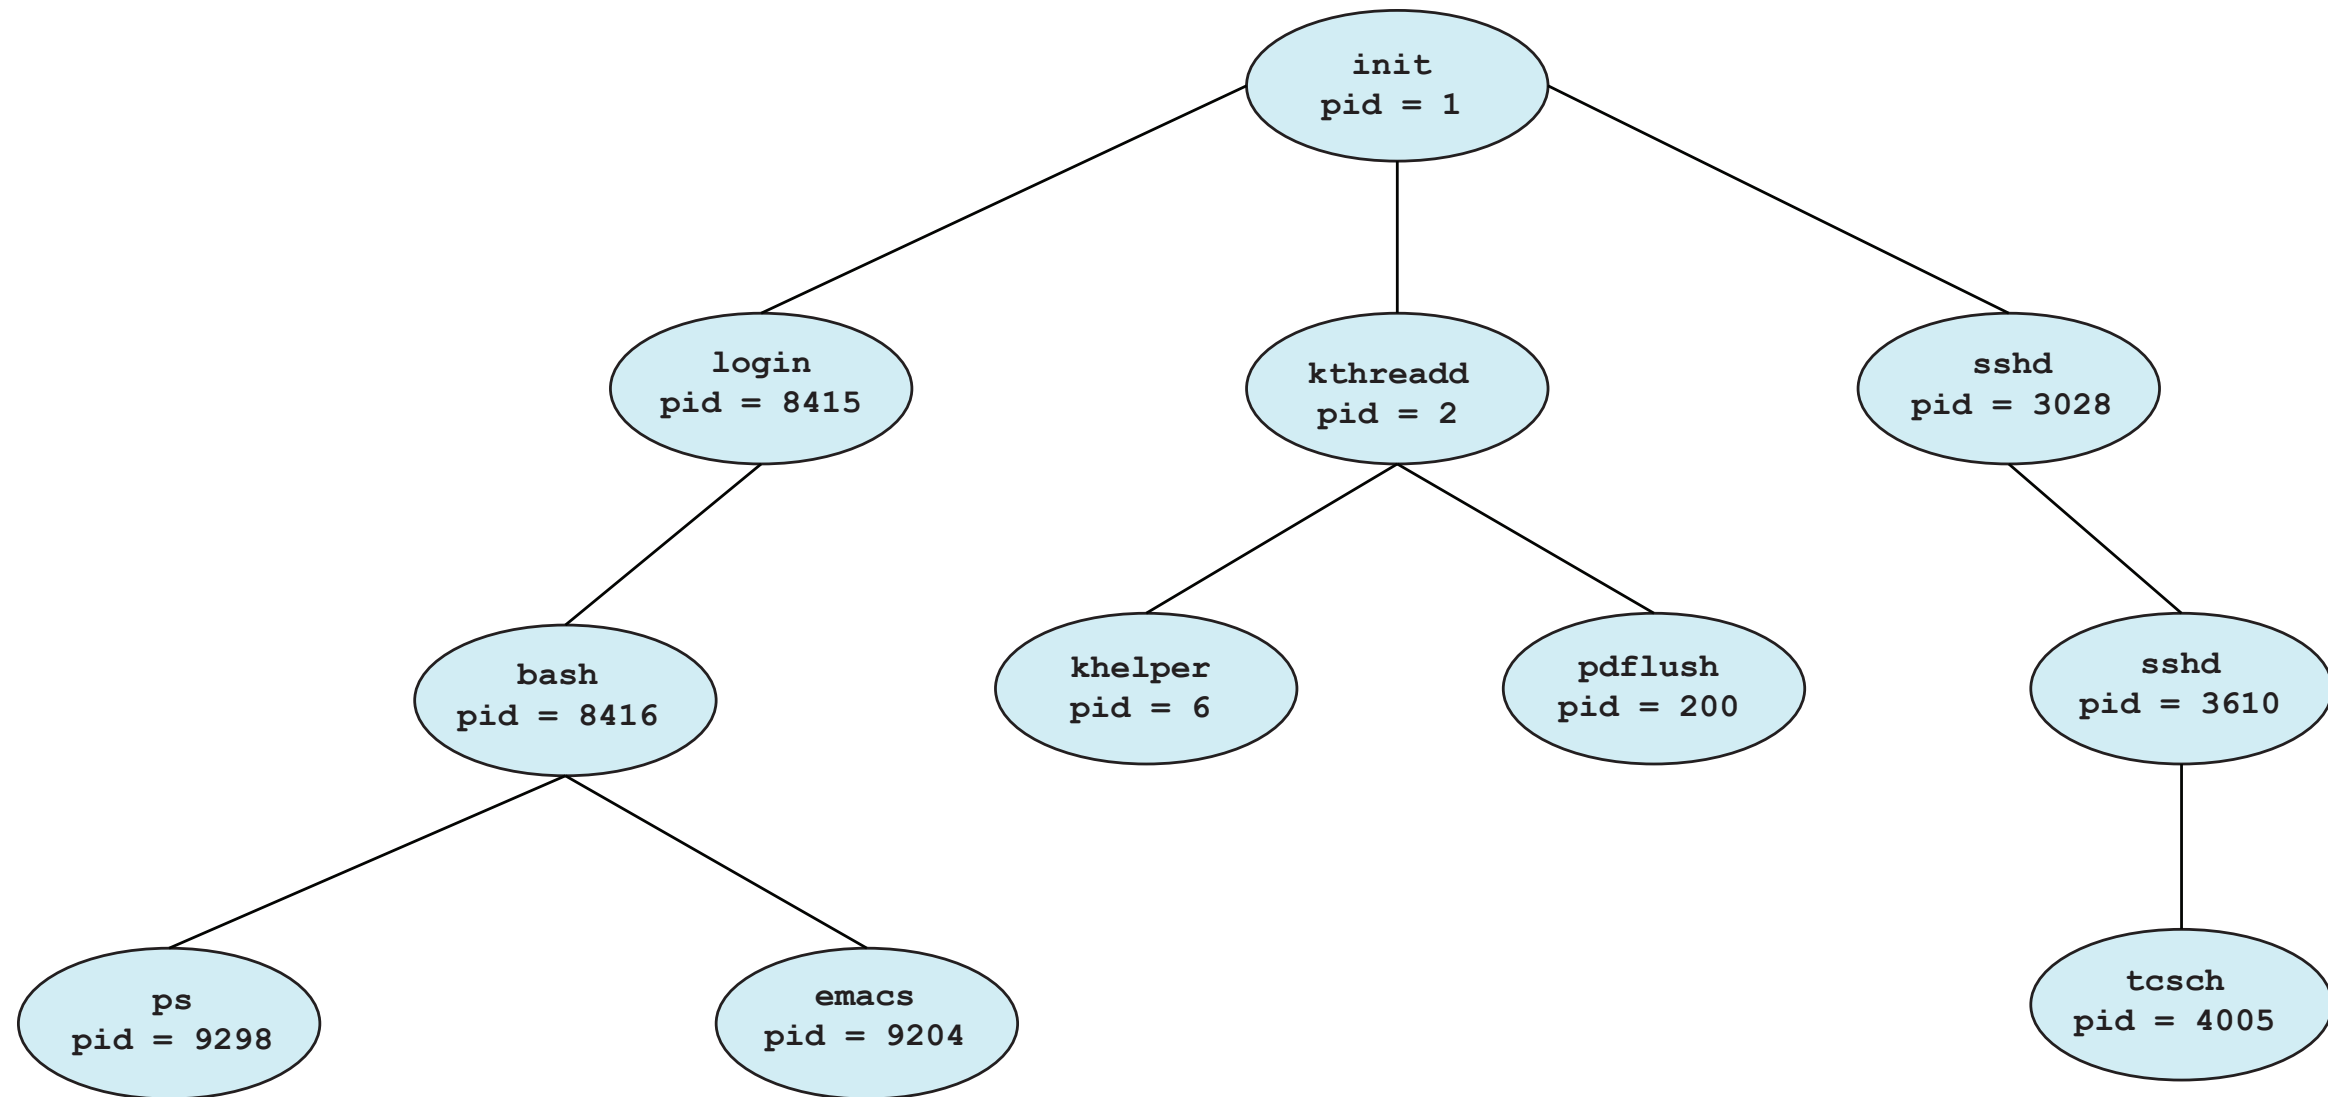 init
pid = 1
login
pid = 8415
kthreadd
pid = 2
sshd
pid = 3028
bash
pid = 8416
khelper
pid = 6
pdflush
pid = 200
sshd
pid = 3610
ps
pid = 9298
emacs
pid = 9204
tcsch
pid = 4005